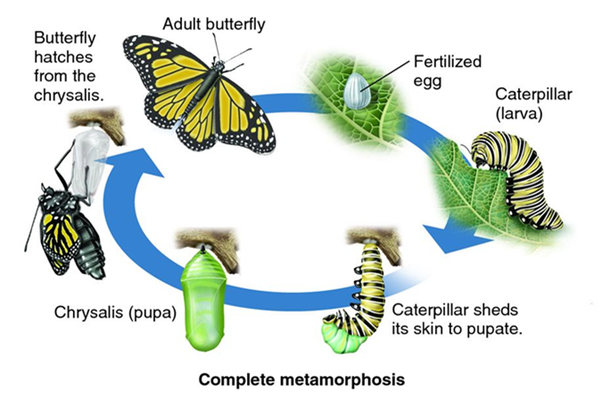 Adult butterfly
Butterfly
hatches
from the
chrysalis.
Fertilized
egg
Caterpillar
(larva)
Chrysalis (pupa)
Caterpillar sheds
its skin to pupate.
Complete metamorphosis